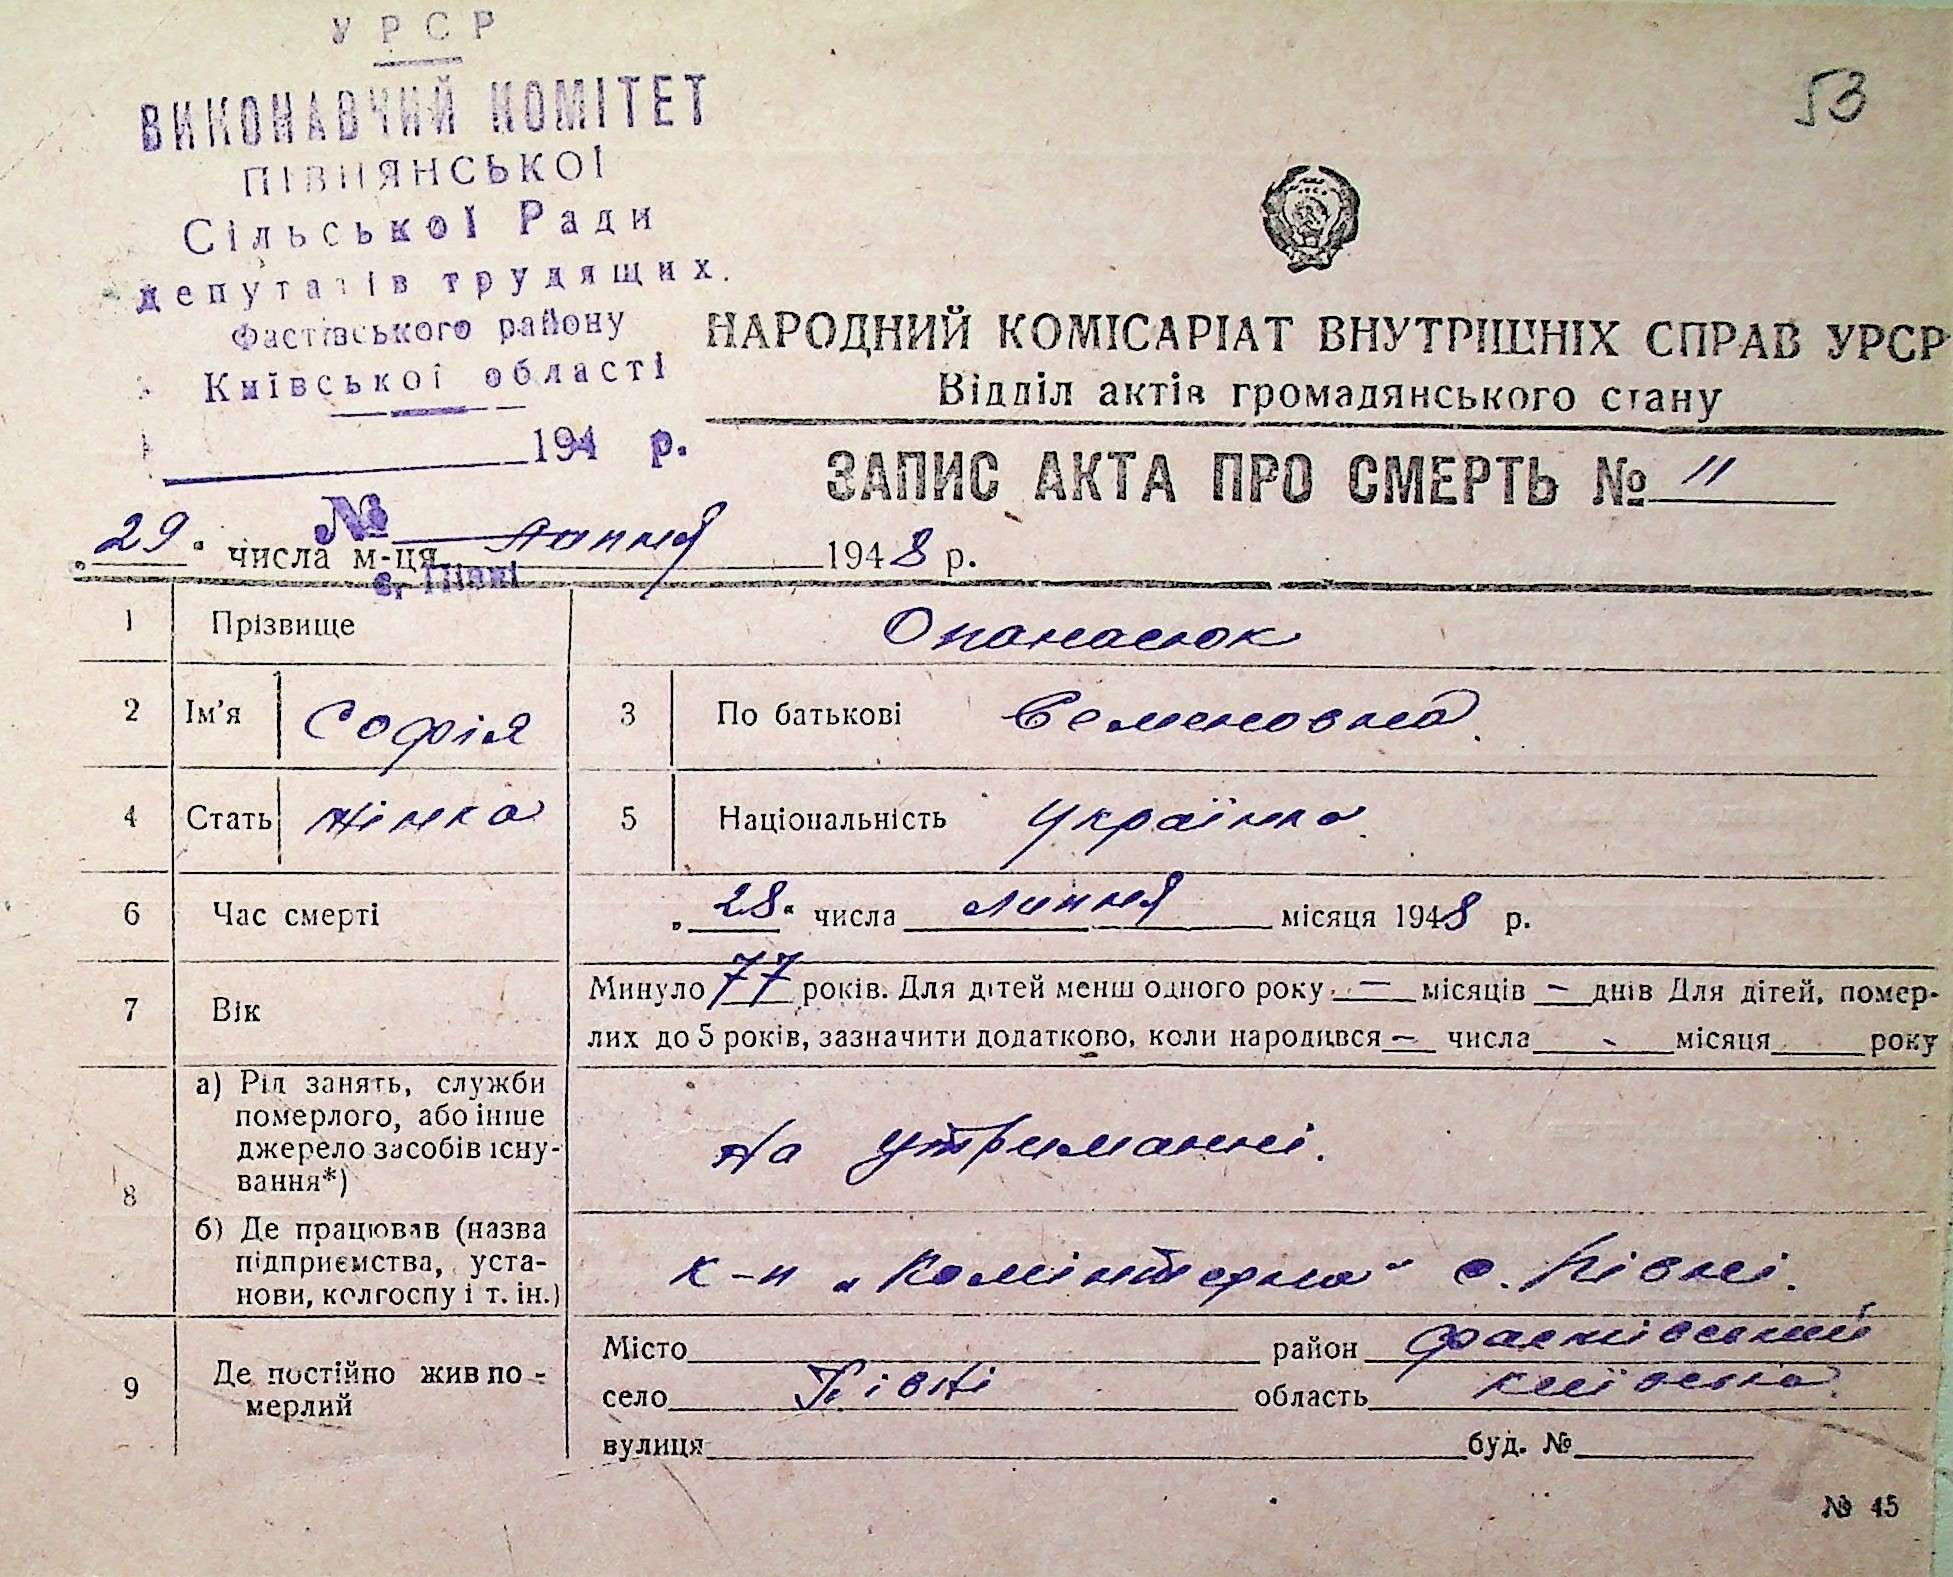 УРСР
53
ВИКОНАВЧИЙ КОМІТЕТ
ПІВНЯНСЬКОЇ
Сільської Ради
депутатів трудящих.
Фастівського району
Київської області
194 р.
№
с. Півні
НАРОДНИЙ КОМІСАРІАТ ВНУТРІШНІХ СПРАВ УРСР
Відділ актів громадянського стану
ЗАПИС АКТА ПРО СМЕРТЬ № 11
„29" числа м-ця липня 1948 р.
1 Прізвище Опанасюк
2 Ім'я Софія 3 По батькові Семеновна.
4 Стать жінка 5 Національність Українка.
6 Час смерті „28" числа липня місяця 1948 р.
7 Вік Минуло 77 років. Для дітей менш одного року — місяців — днів Для дітей, помер-
лих до 5 років, зазначити додатково, коли народився — числа - місяця року
8 а) Рід занять, служби
померлого, або інше
джерело засобів існу-
вання*)
На утриманні.
б) Де працював (назва
підприємства, уста-
нови, колгоспу і т. ін.)
к-п „Комінтерна" с. Півні.
9 Де постійно жив по-
мерлий
Місто район Фастівський
село Півні область Київська.
вулиця буд. №
№ 45